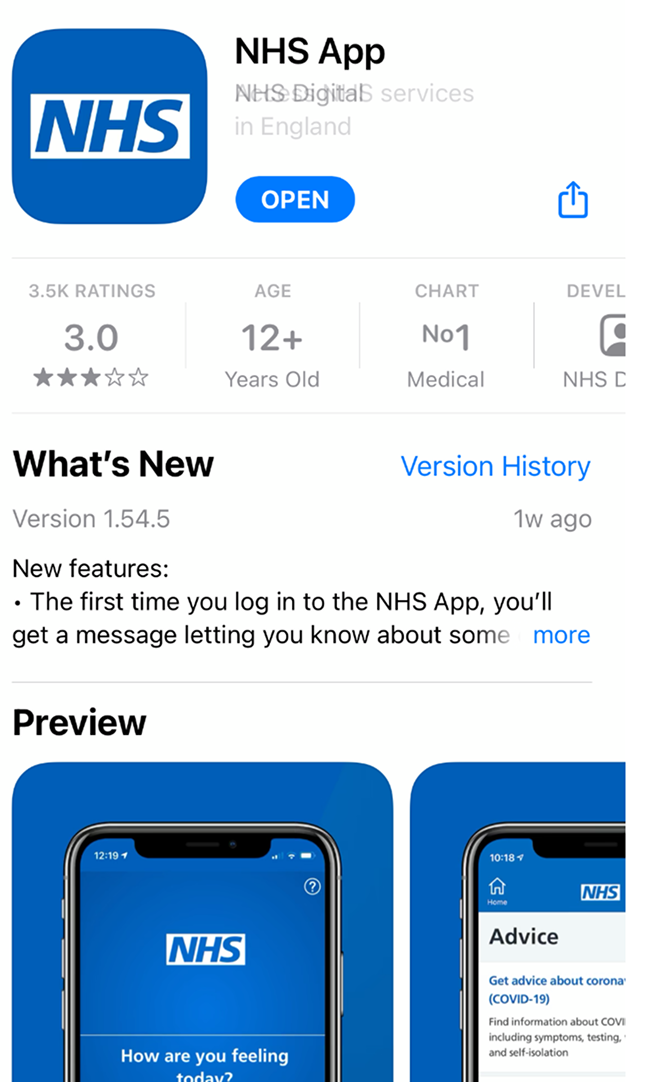 NHS
NHS App
NHS Digital
Access NHS services
in England
OPEN
3.5K RATINGS
AGE
CHART
DEVEL
3.0
12+
No1
Years Old
Medical
NHS D
What's New
Version History
Version 1.54.5
1w ago
New features:
• The first time you log in to the NHS App, you'll
get a message letting you know about some
more
Preview
12:19
NHS
How are you feeling
today?
10:18
Home
NHS
Advice
Get advice about corona
(COVID-19)
Find information about COVI
including symptoms, testing,
and self-isolation